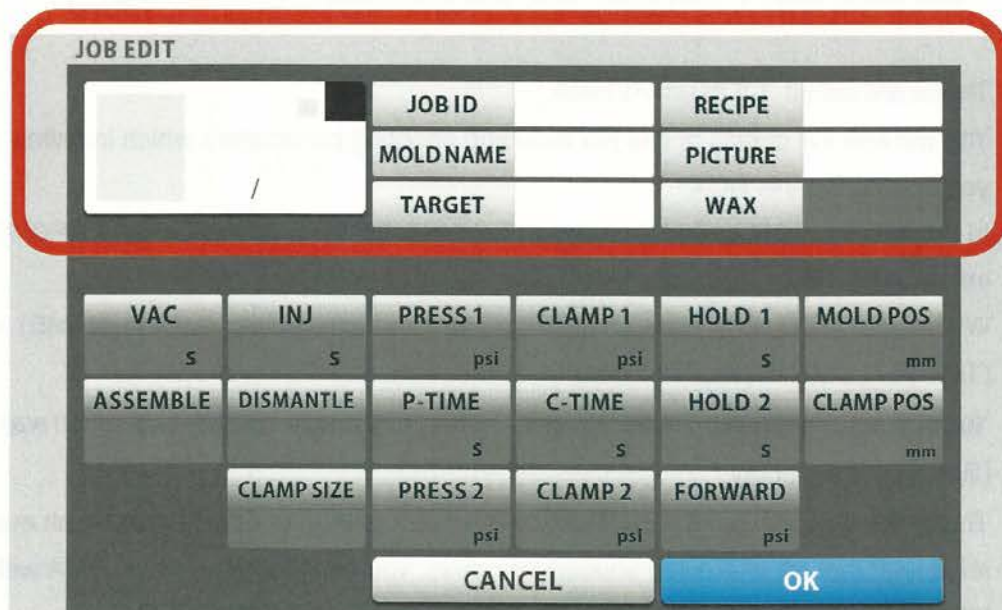 JOB EDIT
JOB ID RECIPE
MOLD NAME PICTURE
/ TARGET WAX
VAC INJ PRESS 1 CLAMP 1 HOLD 1 MOLD POS
S S psi psi S mm
ASSEMBLE DISMANTLE P-TIME C-TIME HOLD 2 CLAMP POS
S S S mm
CLAMP SIZE PRESS 2 CLAMP 2 FORWARD
psi psi psi
CANCEL OK